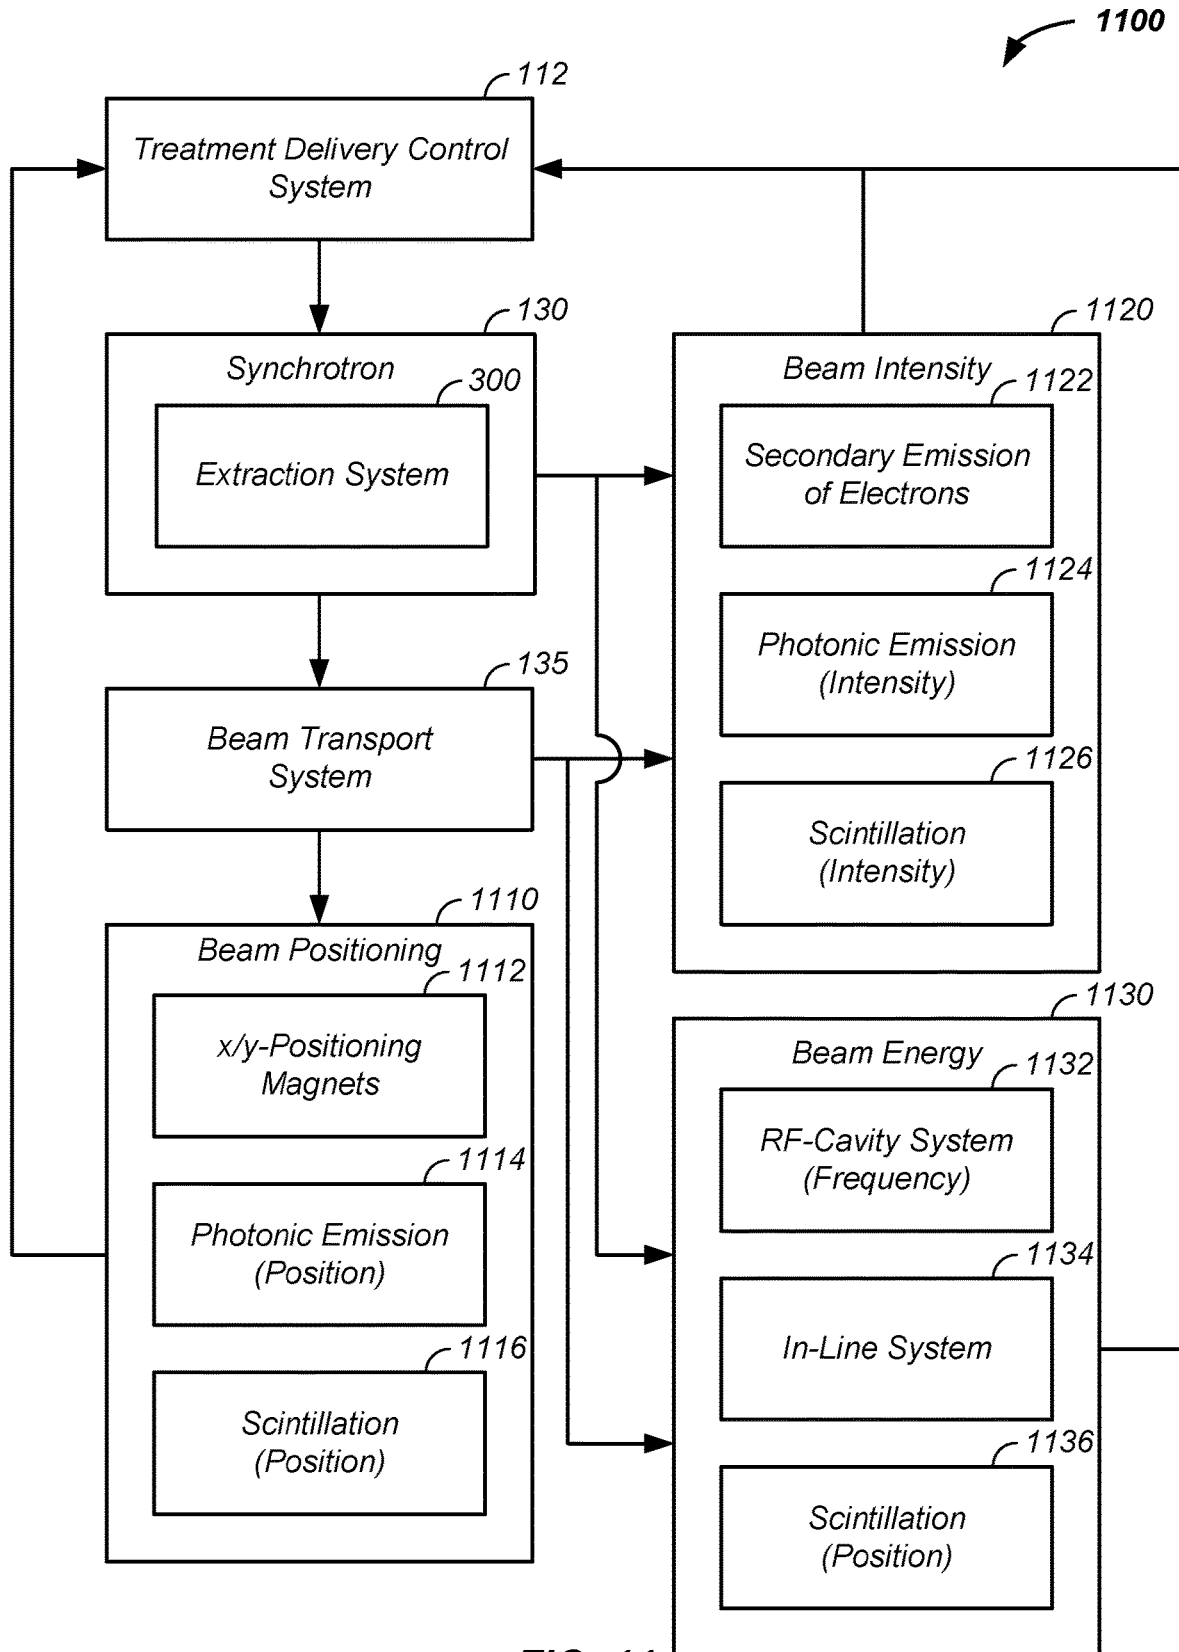 1100
112
Treatment Delivery Control
System
130
Synchrotron
300
Extraction System
135
Beam Transport
System
1110
Beam Positioning
1112
x/y-Positioning
Magnets
1114
Photonic Emission
(Position)
1116
Scintillation
(Position)
1120
Beam Intensity
1122
Secondary Emission
of Electrons
1124
Photonic Emission
(Intensity)
1126
Scintillation
(Intensity)
1130
Beam Energy
1132
RF-Cavity System
(Frequency)
1134
In-Line System
1136
Scintillation
(Position)